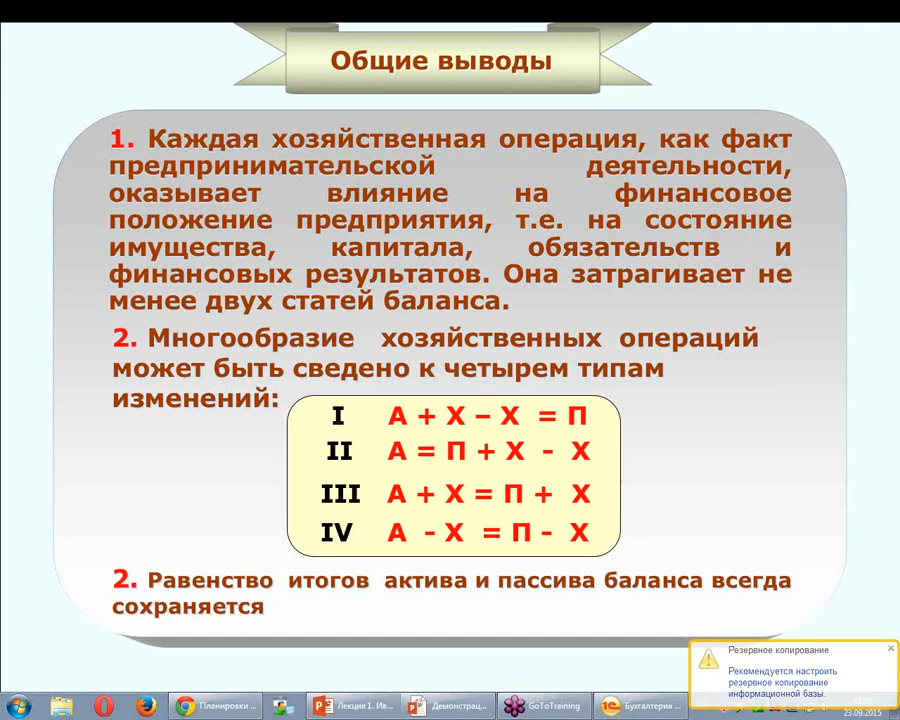 Общие выводы
1. Каждая хозяйственная операция, как факт
предпринимательской деятельности,
оказывает влияние на финансовое
положение предприятия, т.е. на состояние
имущества, капитала, обязательств и
финансовых результатов. Она затрагивает не
менее двух статей баланса.
2. Многообразие хозяйственных операций
может быть сведено к четырем типам
изменений:
I А + Х – Х = П
II А = П + Х - Х
III А + Х = П + Х
IV А - Х = П - Х
2. Равенство итогов актива и пассива баланса всегда
сохраняется
Резервное копирование
Рекомендуется настроить
резервное копирование
информационной базы.
Планировки ...
Лекция 1. Ив...
Демонстрац...
GoToTraining
Бухгалтерия ...
23.09.2015